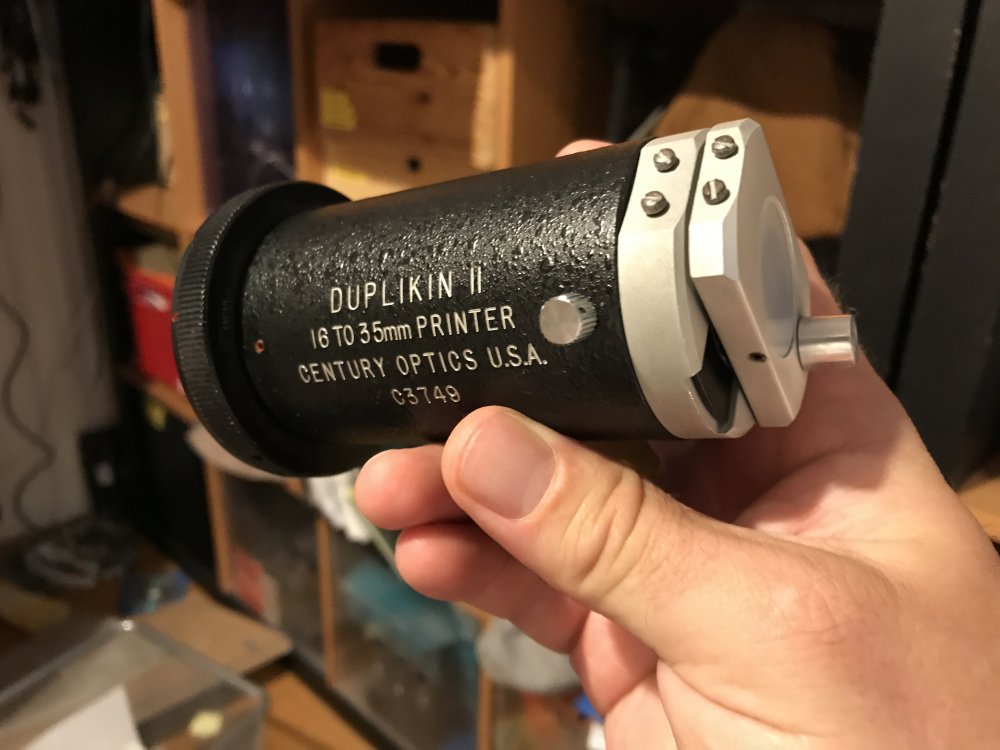 DUPLIKIN II
16 TO 35mm PRINTER
CENTURY OPTICS U.S.A.
C3749